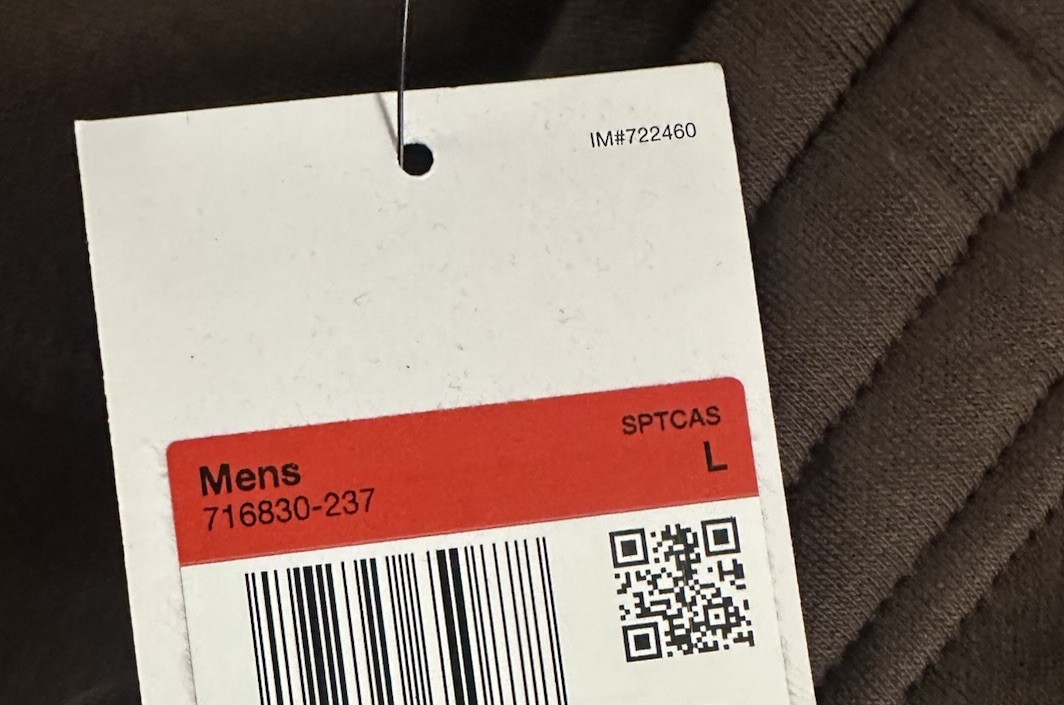 IM#722460
SPTCAS
L
Mens
716830-237